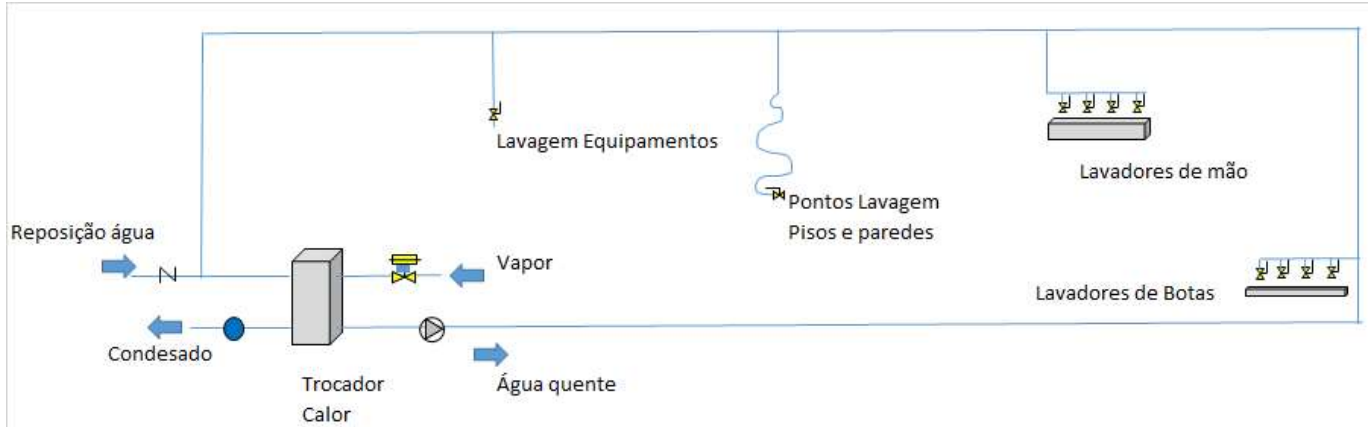 Lavagem Equipamentos
Lavadores de mão
Pontos Lavagem
Pisos e paredes
Reposição água
Vapor
Lavadores de Botas
Condesado
Trocador
Calor
Água quente